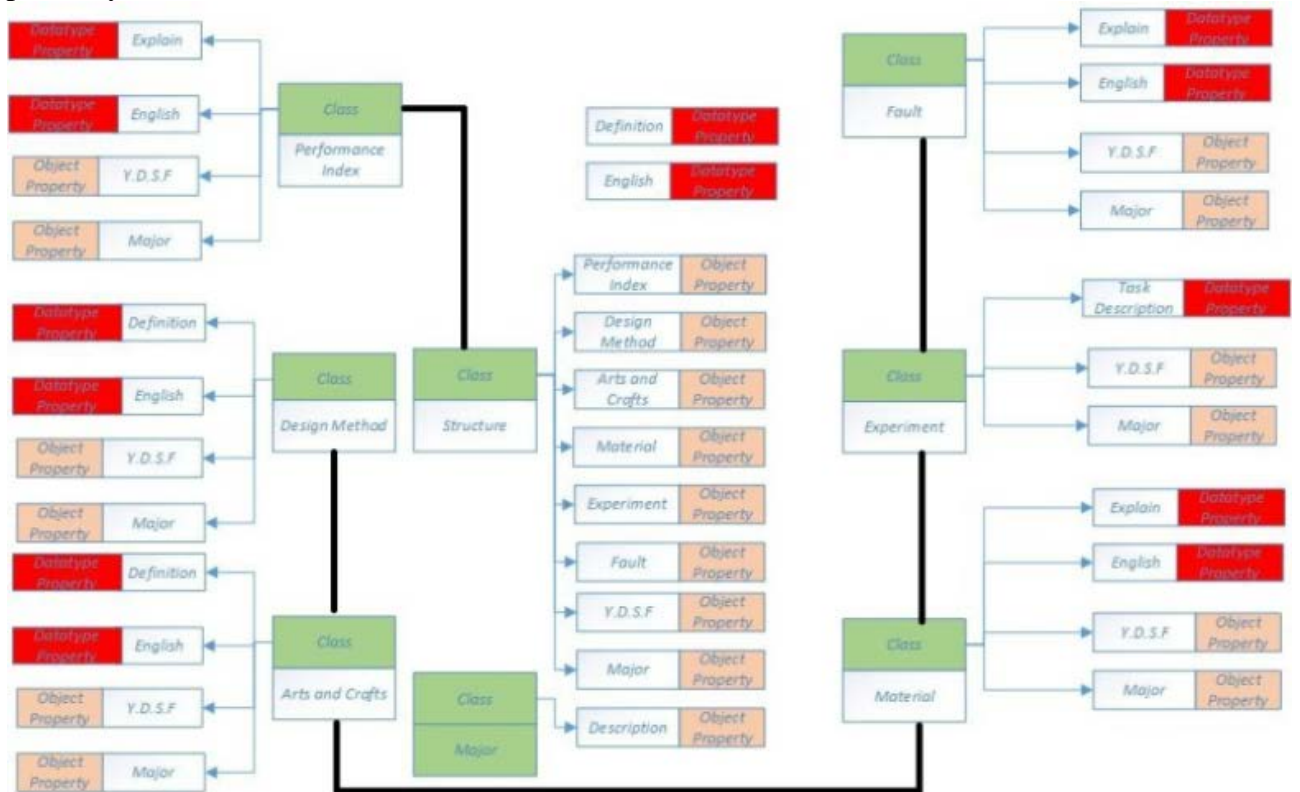 Datatype
Property
Explain
Datatype
Property
English
Object
Property
Y.D.S.F
Object
Property
Major
Class
Performance
Index
Datatype
Property
Definition
Datatype
Property
English
Object
Property
Y.D.S.F
Object
Property
Major
Class
Design Method
Datatype
Property
Definition
Datatype
Property
English
Object
Property
Y.D.S.F
Object
Property
Major
Class
Arts and Crafts
Definition
Datatype
Property
English
Datatype
Property
Class
Structure
Performance
Index
Object
Property
Design
Method
Object
Property
Arts and
Crafts
Object
Property
Material
Object
Property
Experiment
Object
Property
Fault
Object
Property
Y.D.S.F
Object
Property
Major
Object
Property
Class
Major
Description
Object
Property
Class
Fault
Explain
Datatype
Property
English
Datatype
Property
Y.D.S.F
Object
Property
Major
Object
Property
Class
Experiment
Task
Description
Datatype
Property
Y.D.S.F
Object
Property
Major
Object
Property
Class
Material
Explain
Datatype
Property
English
Datatype
Property
Y.D.S.F
Object
Property
Major
Object
Property